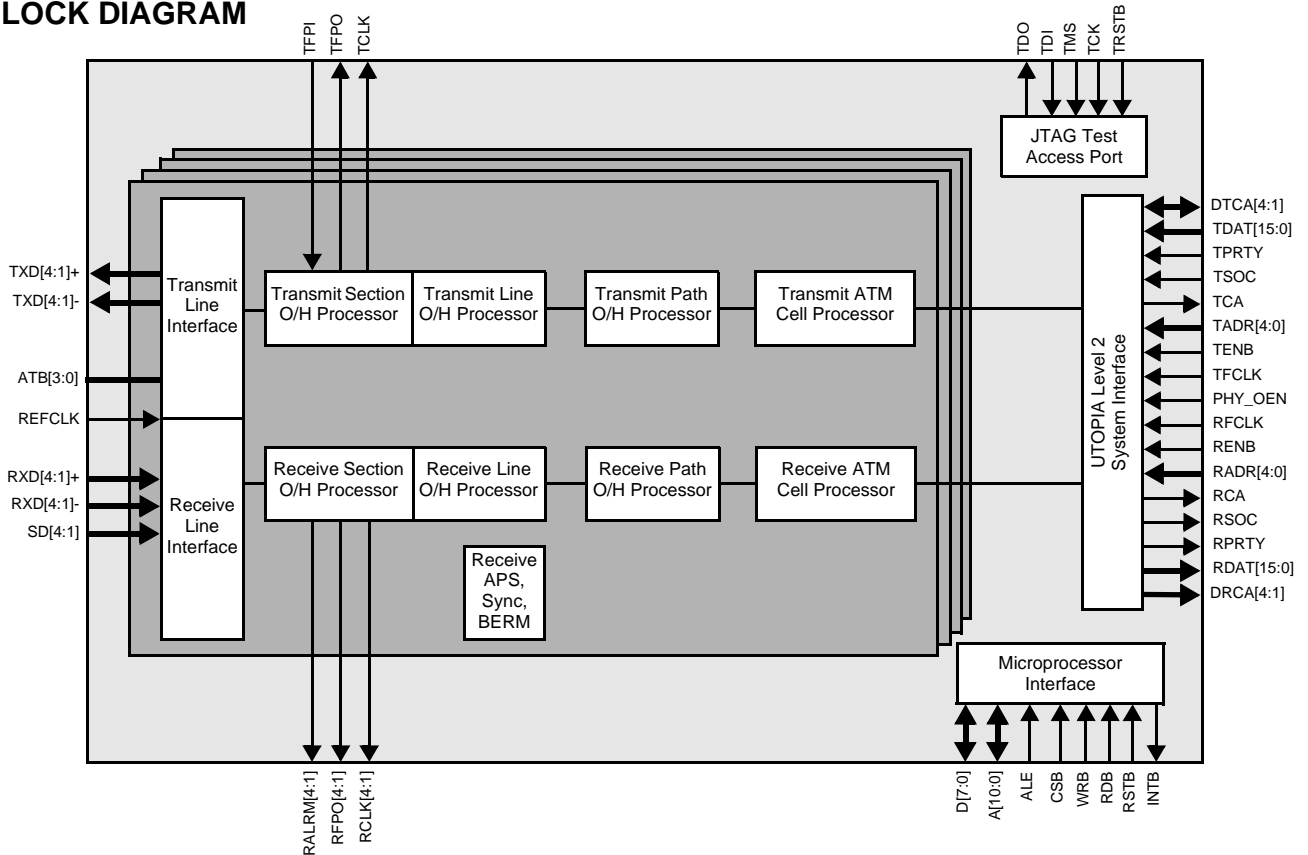 LOCK DIAGRAM
TFPI
TFPO
TCLK
TDO
TDI
TMS
TCK
TRSTB
JTAG Test
Access Port
TXD[4:1]+
TXD[4:1]-
ATB[3:0]
REFCLK
RXD[4:1]+
RXD[4:1]-
SD[4:1]
Transmit
Line
Interface
Receive
Line
Interface
Transmit Section
O/H Processor
Transmit Line
O/H Processor
Transmit Path
O/H Processor
Transmit ATM
Cell Processor
Receive Section
O/H Processor
Receive Line
O/H Processor
Receive Path
O/H Processor
Receive ATM
Cell Processor
Receive
APS,
Sync,
BERM
UTOPIA Level 2
System Interface
DTCA[4:1]
TDAT[15:0]
TPRTY
TSOC
TCA
TADR[4:0]
TENB
TFCLK
PHY_OEN
RFCLK
RENB
RADR[4:0]
RCA
RSOC
RPRTY
RDAT[15:0]
DRCA[4:1]
Microprocessor
Interface
RALRM[4:1]
RFPO[4:1]
RCLK[4:1]
D[7:0]
A[10:0]
ALE
CSB
WRB
RDB
RSTB
INTB